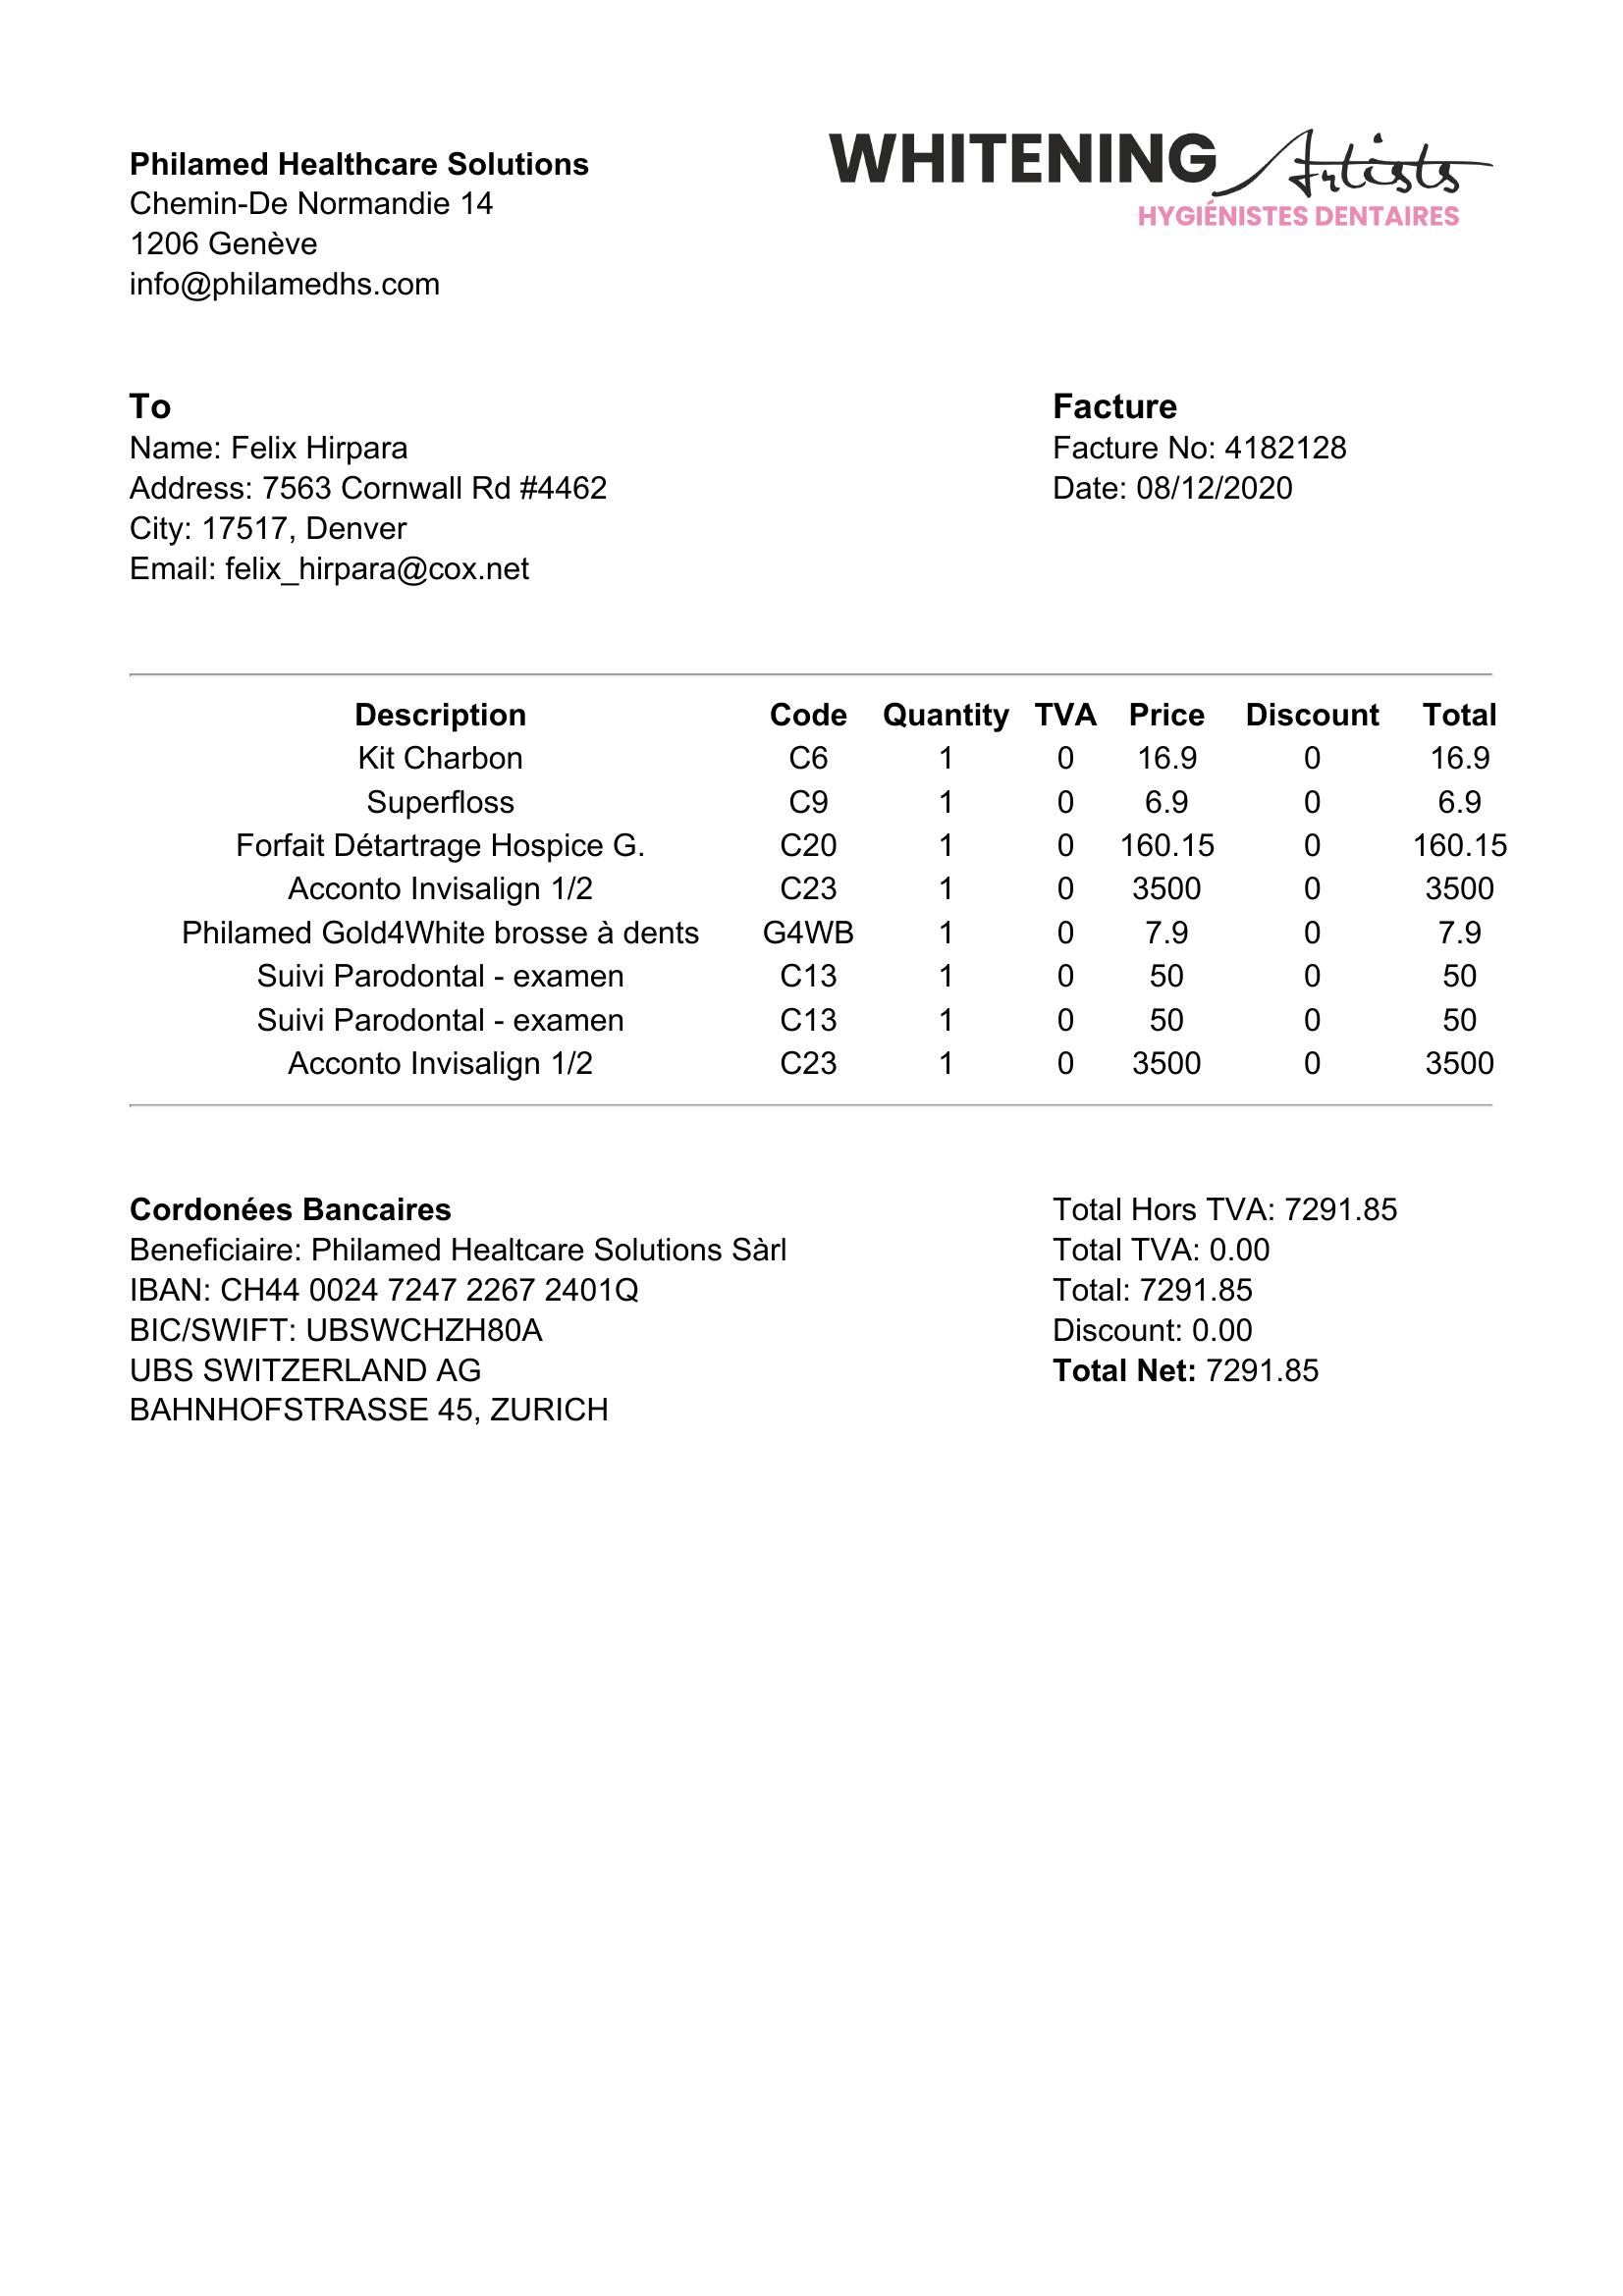 Philamed Healthcare Solutions
Chemin-De Normandie 14
1206 Genève
info@philamedhs.com
WHITENING Artists
HYGIÉNISTES DENTAIRES
To
Name: Felix Hirpara
Address: 7563 Cornwall Rd #4462
City: 17517, Denver
Email: felix_hirpara@cox.net
Facture
Facture No: 4182128
Date: 08/12/2020
Description Code Quantity TVA Price Discount Total
Kit Charbon C6 1 0 16.9 0 16.9
Superfloss C9 1 0 6.9 0 6.9
Forfait Détartrage Hospice G. C20 1 0 160.15 0 160.15
Acconto Invisalign 1/2 C23 1 0 3500 0 3500
Philamed Gold4White brosse à dents G4WB 1 0 7.9 0 7.9
Suivi Parodontal - examen C13 1 0 50 0 50
Suivi Parodontal - examen C13 1 0 50 0 50
Acconto Invisalign 1/2 C23 1 0 3500 0 3500
Cordonées Bancaires
Beneficiaire: Philamed Healtcare Solutions Sàrl
IBAN: CH44 0024 7247 2267 2401Q
BIC/SWIFT: UBSWCHZH80A
UBS SWITZERLAND AG
BAHNHOFSTRASSE 45, ZURICH
Total Hors TVA: 7291.85
Total TVA: 0.00
Total: 7291.85
Discount: 0.00
Total Net: 7291.85